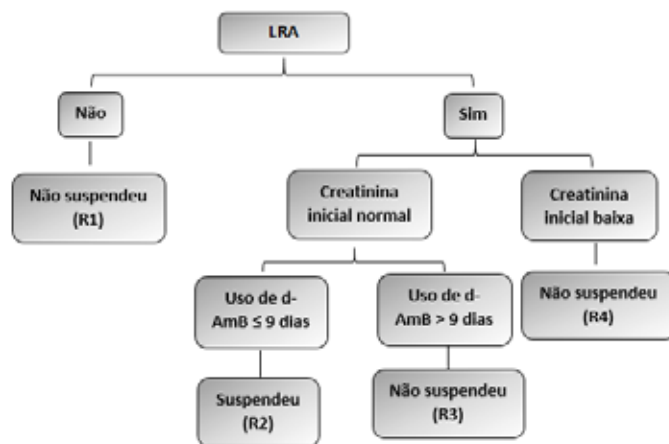 LRA
Não
Sim
Não suspendeu
(R1)
Creatinina
inicial normal
Creatinina
inicial baixa
Uso de d-
AmB ≤ 9 dias
Uso de d-
AmB > 9 dias
Não suspendeu
(R4)
Suspendeu
(R2)
Não suspendeu
(R3)